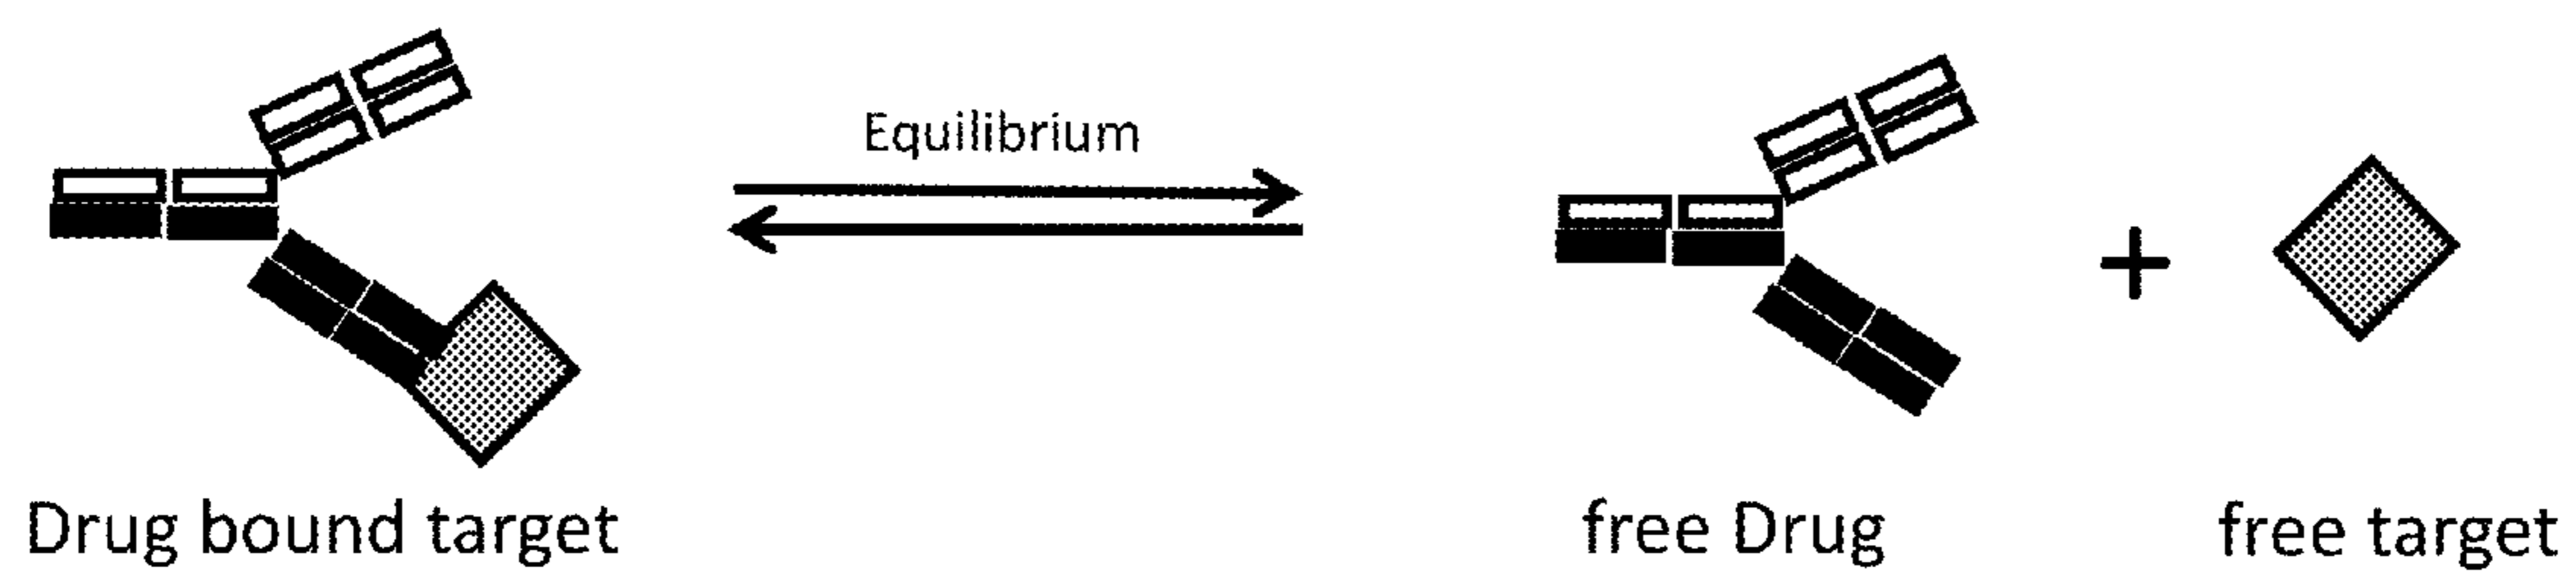 Equilibrium
+
Drug bound target
free Drug
free target